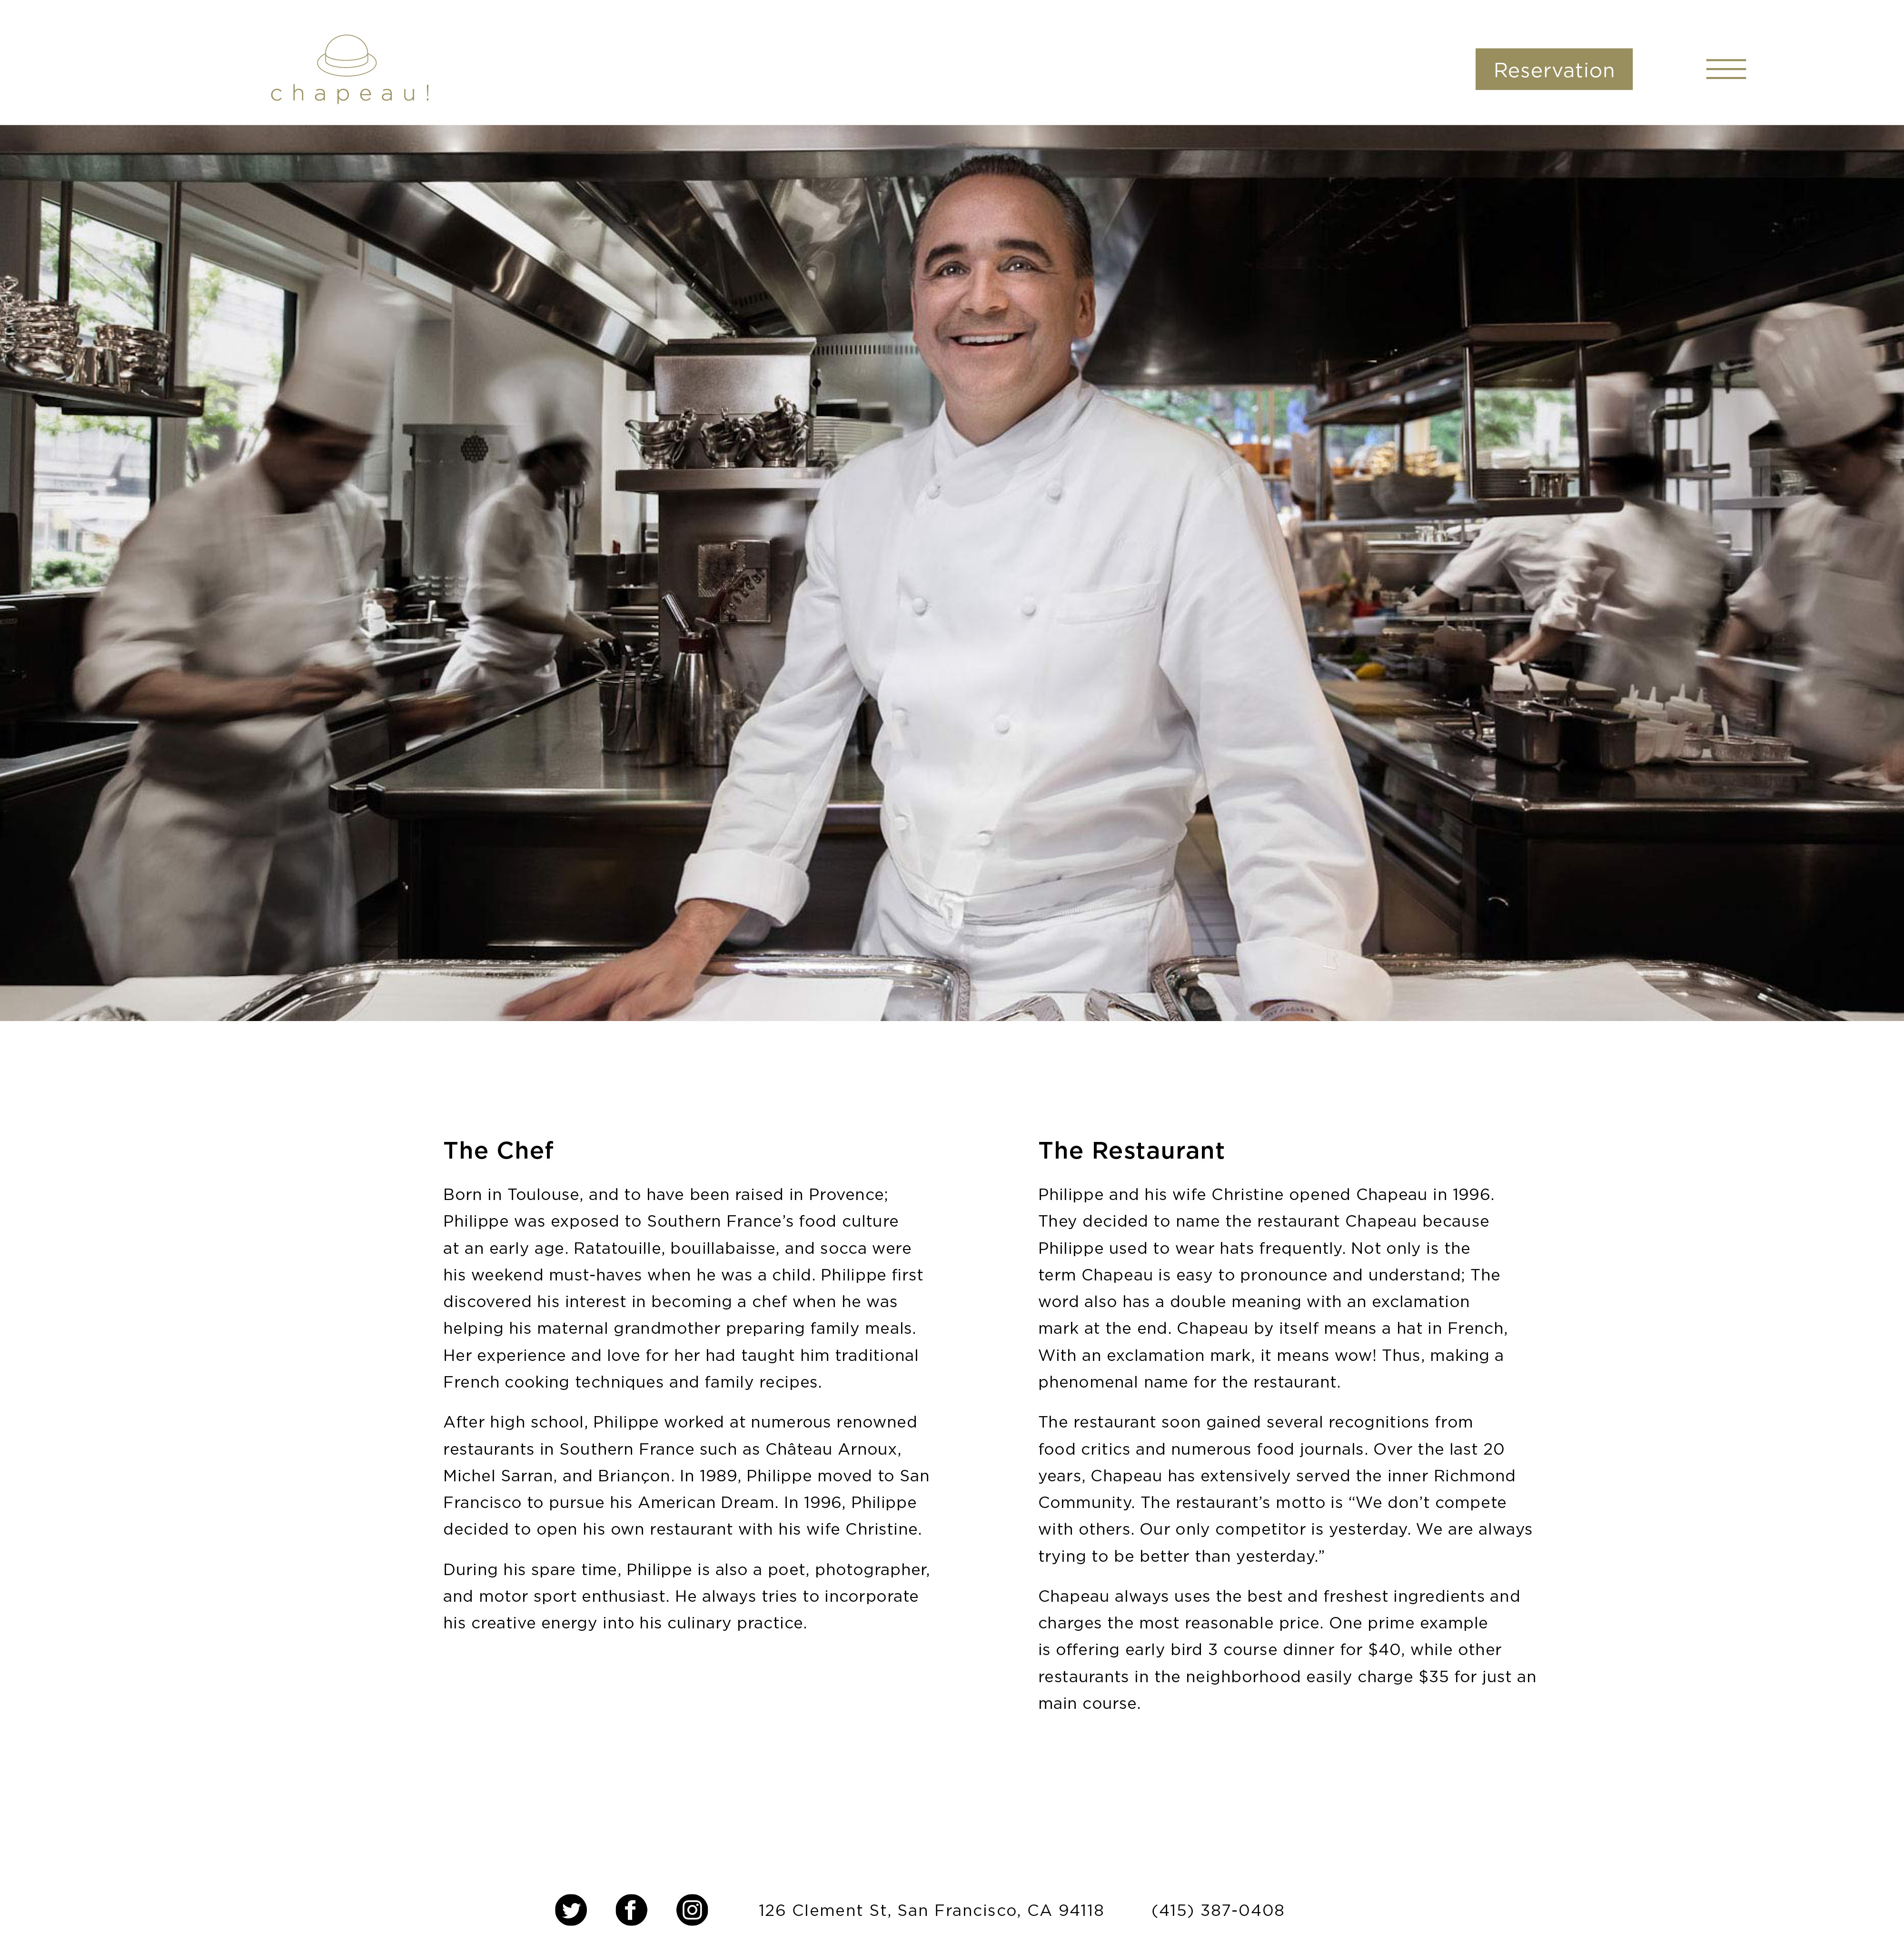 chapeau!
Reservation
The Chef
Born in Toulouse, and to have been raised in Provence;
Philippe was exposed to Southern France’s food culture
at an early age. Ratatouille, bouillabaisse, and socca were
his weekend must-haves when he was a child. Philippe first
discovered his interest in becoming a chef when he was
helping his maternal grandmother preparing family meals.
Her experience and love for her had taught him traditional
French cooking techniques and family recipes.
After high school, Philippe worked at numerous renowned
restaurants in Southern France such as Château Arnoux,
Michel Sarran, and Briançon. In 1989, Philippe moved to San
Francisco to pursue his American Dream. In 1996, Philippe
decided to open his own restaurant with his wife Christine.
During his spare time, Philippe is also a poet, photographer,
and motor sport enthusiast. He always tries to incorporate
his creative energy into his culinary practice.
The Restaurant
Philippe and his wife Christine opened Chapeau in 1996.
They decided to name the restaurant Chapeau because
Philippe used to wear hats frequently. Not only is the
term Chapeau is easy to pronounce and understand; The
word also has a double meaning with an exclamation
mark at the end. Chapeau by itself means a hat in French,
With an exclamation mark, it means wow! Thus, making a
phenomenal name for the restaurant.
The restaurant soon gained several recognitions from
food critics and numerous food journals. Over the last 20
years, Chapeau has extensively served the inner Richmond
Community. The restaurant’s motto is “We don’t compete
with others. Our only competitor is yesterday. We are always
trying to be better than yesterday.”
Chapeau always uses the best and freshest ingredients and
charges the most reasonable price. One prime example
is offering early bird 3 course dinner for $40, while other
restaurants in the neighborhood easily charge $35 for just an
main course.
126 Clement St, San Francisco, CA 94118
(415) 387-0408